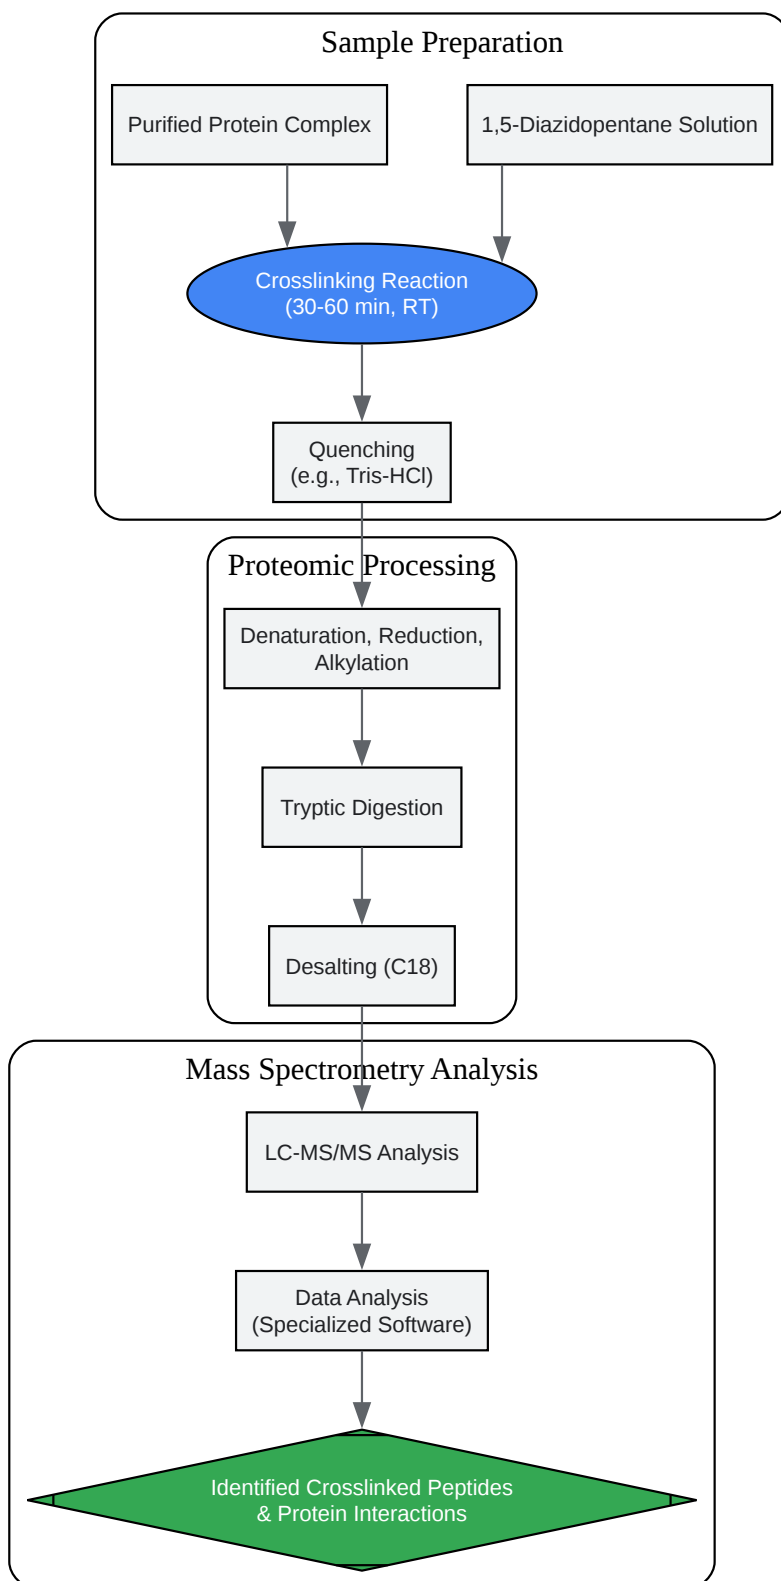 Sample Preparation
Purified Protein Complex
1,5-Diazidopentane Solution
Crosslinking Reaction
(30-60 min, RT)
Quenching
(e.g., Tris-HCl)
Proteomic Processing
Denaturation, Reduction,
Alkylation
Tryptic Digestion
Desalting (C18)
Mass Spectrometry Analysis
LC-MS/MS Analysis
Data Analysis
(Specialized Software)
Identified Crosslinked Peptides
& Protein Interactions